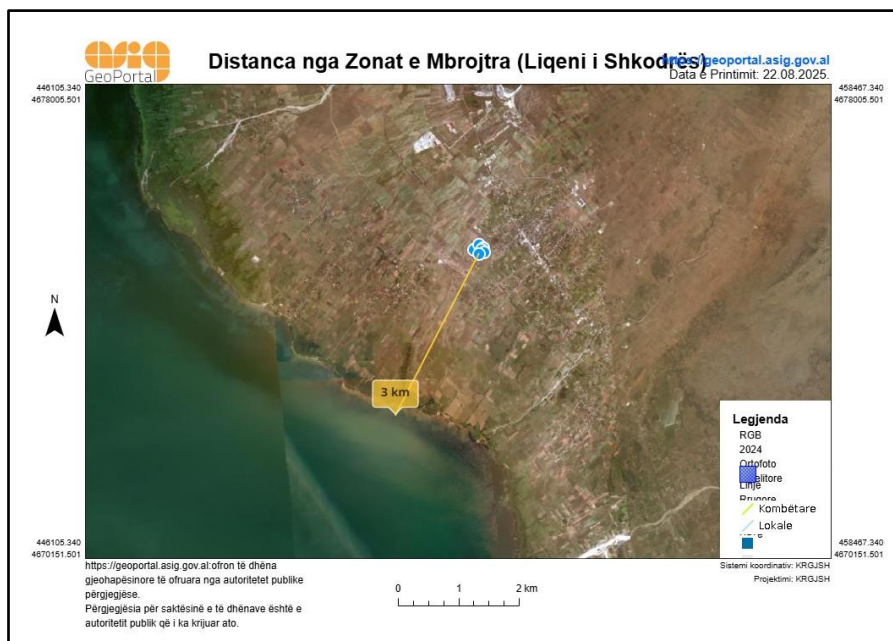 asig
GeoPortal
Distanca nga Zonat e Mbrojtra (Liqeni i Shkodrës)
https://geoportal.asig.gov.al
Data e Printimit: 22.08.2025.
446105.340
4678005.501
458467.340
4678005.501
N
3 km
Legjenda
RGB
2024
Ortofoto
Linje
Rrugore
Kombëtare
Lokale
446105.340
4670151.501
458467.340
4670151.501
https://geoportal.asig.gov.al:ofron të dhëna
gjeohapësinore të ofruara nga autoritetet publike
përgjegjëse.
Përgjegjësia për saktësinë e të dhënave është e
autoritetit publik që i ka krijuar ato.
0 1 2 km
Sistemi koordinativ: KRGJSH
Projektimi: KRGJSH